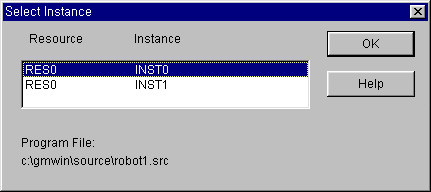 Select Instance
Resource Instance
OK
RES0 INST0
RES0 INST1
Help
Program File:
c:\gmwin\source\robot1.src